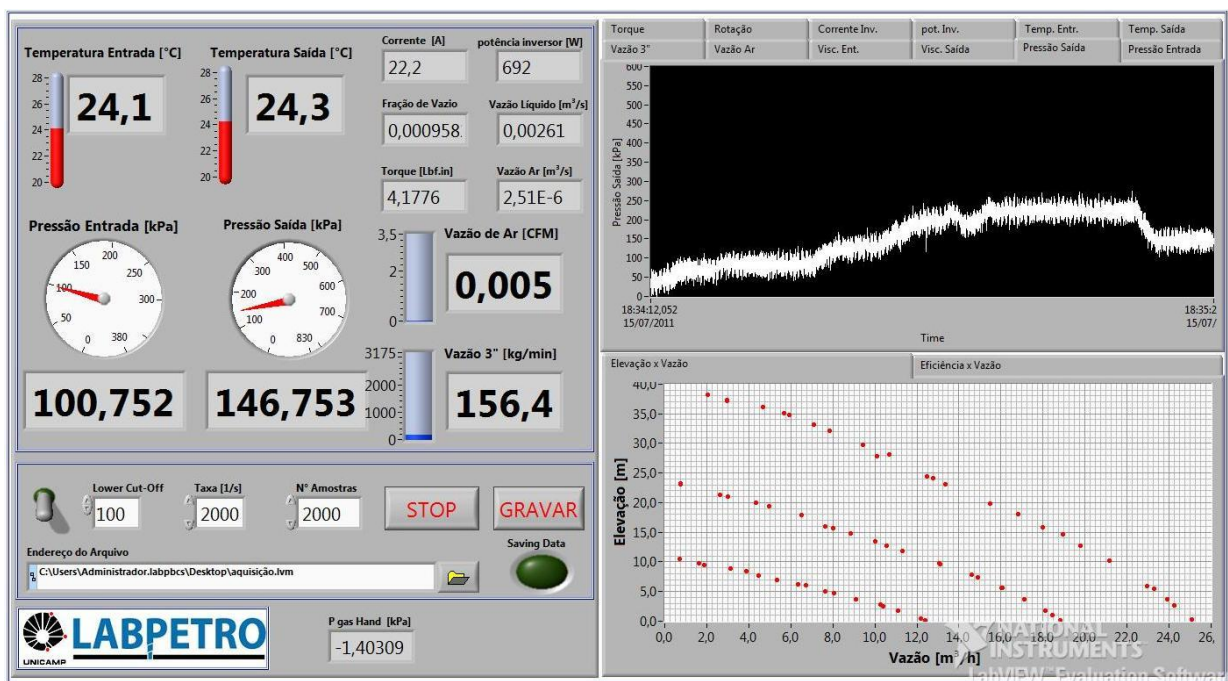 Temperatura Entrada [°C]
28
26
24
22
20
24,1
Temperatura Saída [°C]
28
26
24
22
20
24,3
Corrente [A]
22,2
potência inversor [W]
692
Fração de Vazio
0,000958
Vazão Líquido [m³/s]
0,00261
Torque [Lbf.in]
4,1776
Vazão Ar [m³/s]
2,51E-6
Pressão Entrada [kPa]
0
50
100
150
200
250
300
380
100,752
Pressão Saída [kPa]
0
100
200
300
400
500
600
700
830
146,753
Vazão de Ar [CFM]
3,5
2
0
0,005
Vazão 3" [kg/min]
3175
2000
1000
0
156,4
Lower Cut-Off
100
Taxa [1/s]
2000
N° Amostras
2000
STOP
GRAVAR
Endereço do Arquivo
C:\Users\Administrador.labpbcs\Desktop\aquisição.lvm
Saving Data
UNICAMP
LABPETRO
P gas Hand [kPa]
-1,40309
Torque Rotação Corrente Inv. pot. Inv. Temp. Entr. Temp. Saída
Vazão 3" Vazão Ar Visc. Ent. Visc. Saída Pressão Saída Pressão Entrada
Pressão Saída [kPa]
600
550
500
450
400
350
300
250
200
150
100
50
0
18:34:12,052
15/07/2011
18:35:2
15/07/
Time
Elevação x Vazão Eficiência x Vazão
Elevação [m]
40,0
35,0
30,0
25,0
20,0
15,0
10,0
5,0
0,0
0,0 2,0 4,0 6,0 8,0 10,0 12,0 14,0 16,0 18,0 20,0 22,0 24,0 26,
Vazão [m³/h]
NATIONAL
INSTRUMENTS
LabVIEW™ Evaluation Softwar